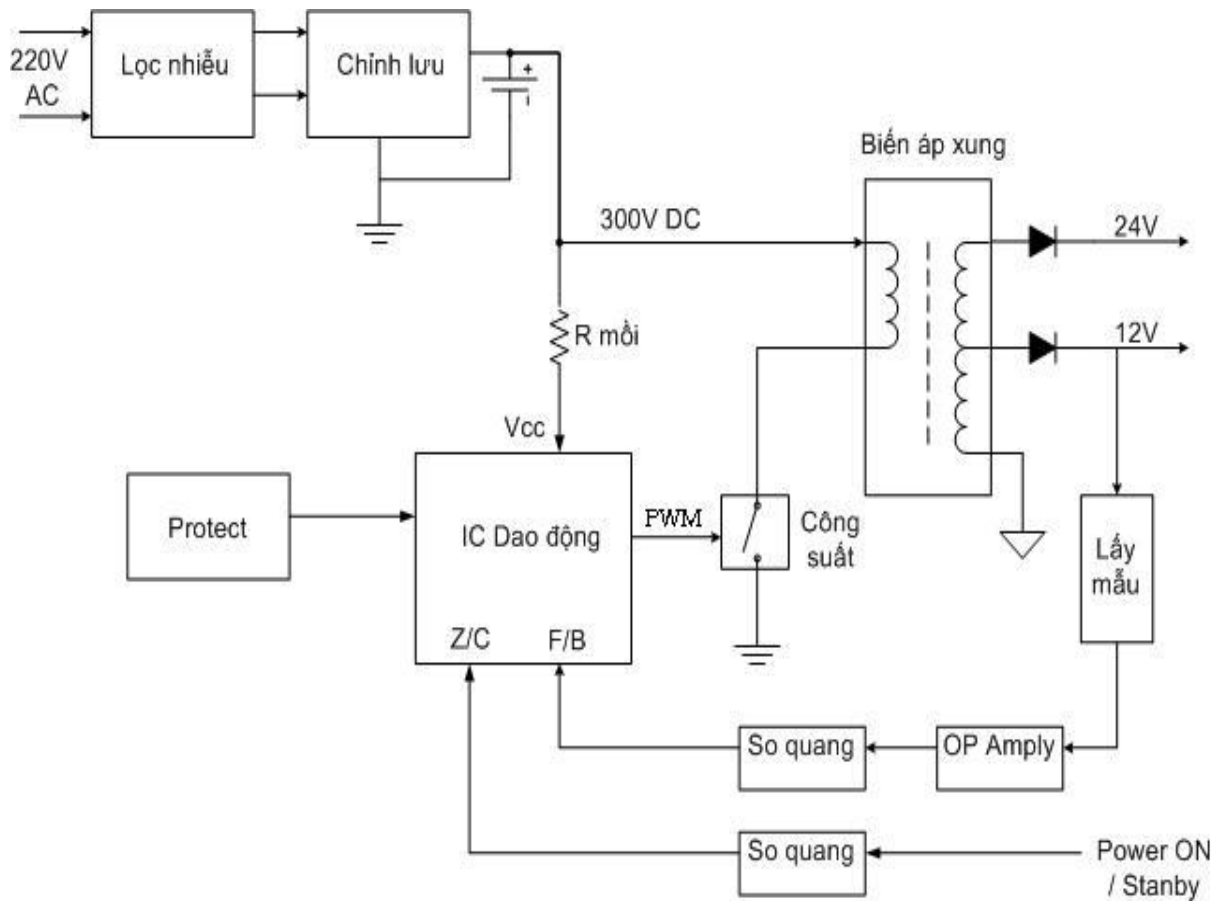 220V
AC
Lọc nhiễu
Chỉnh lưu
+
Biến áp xung
300V DC
24V
R mồi
12V
Vcc
Protect
IC Dao động
PWM
Công
suất
Lấy
mẫu
Z/C
F/B
So quang
OP Amply
So quang
Power ON
/ Stanby